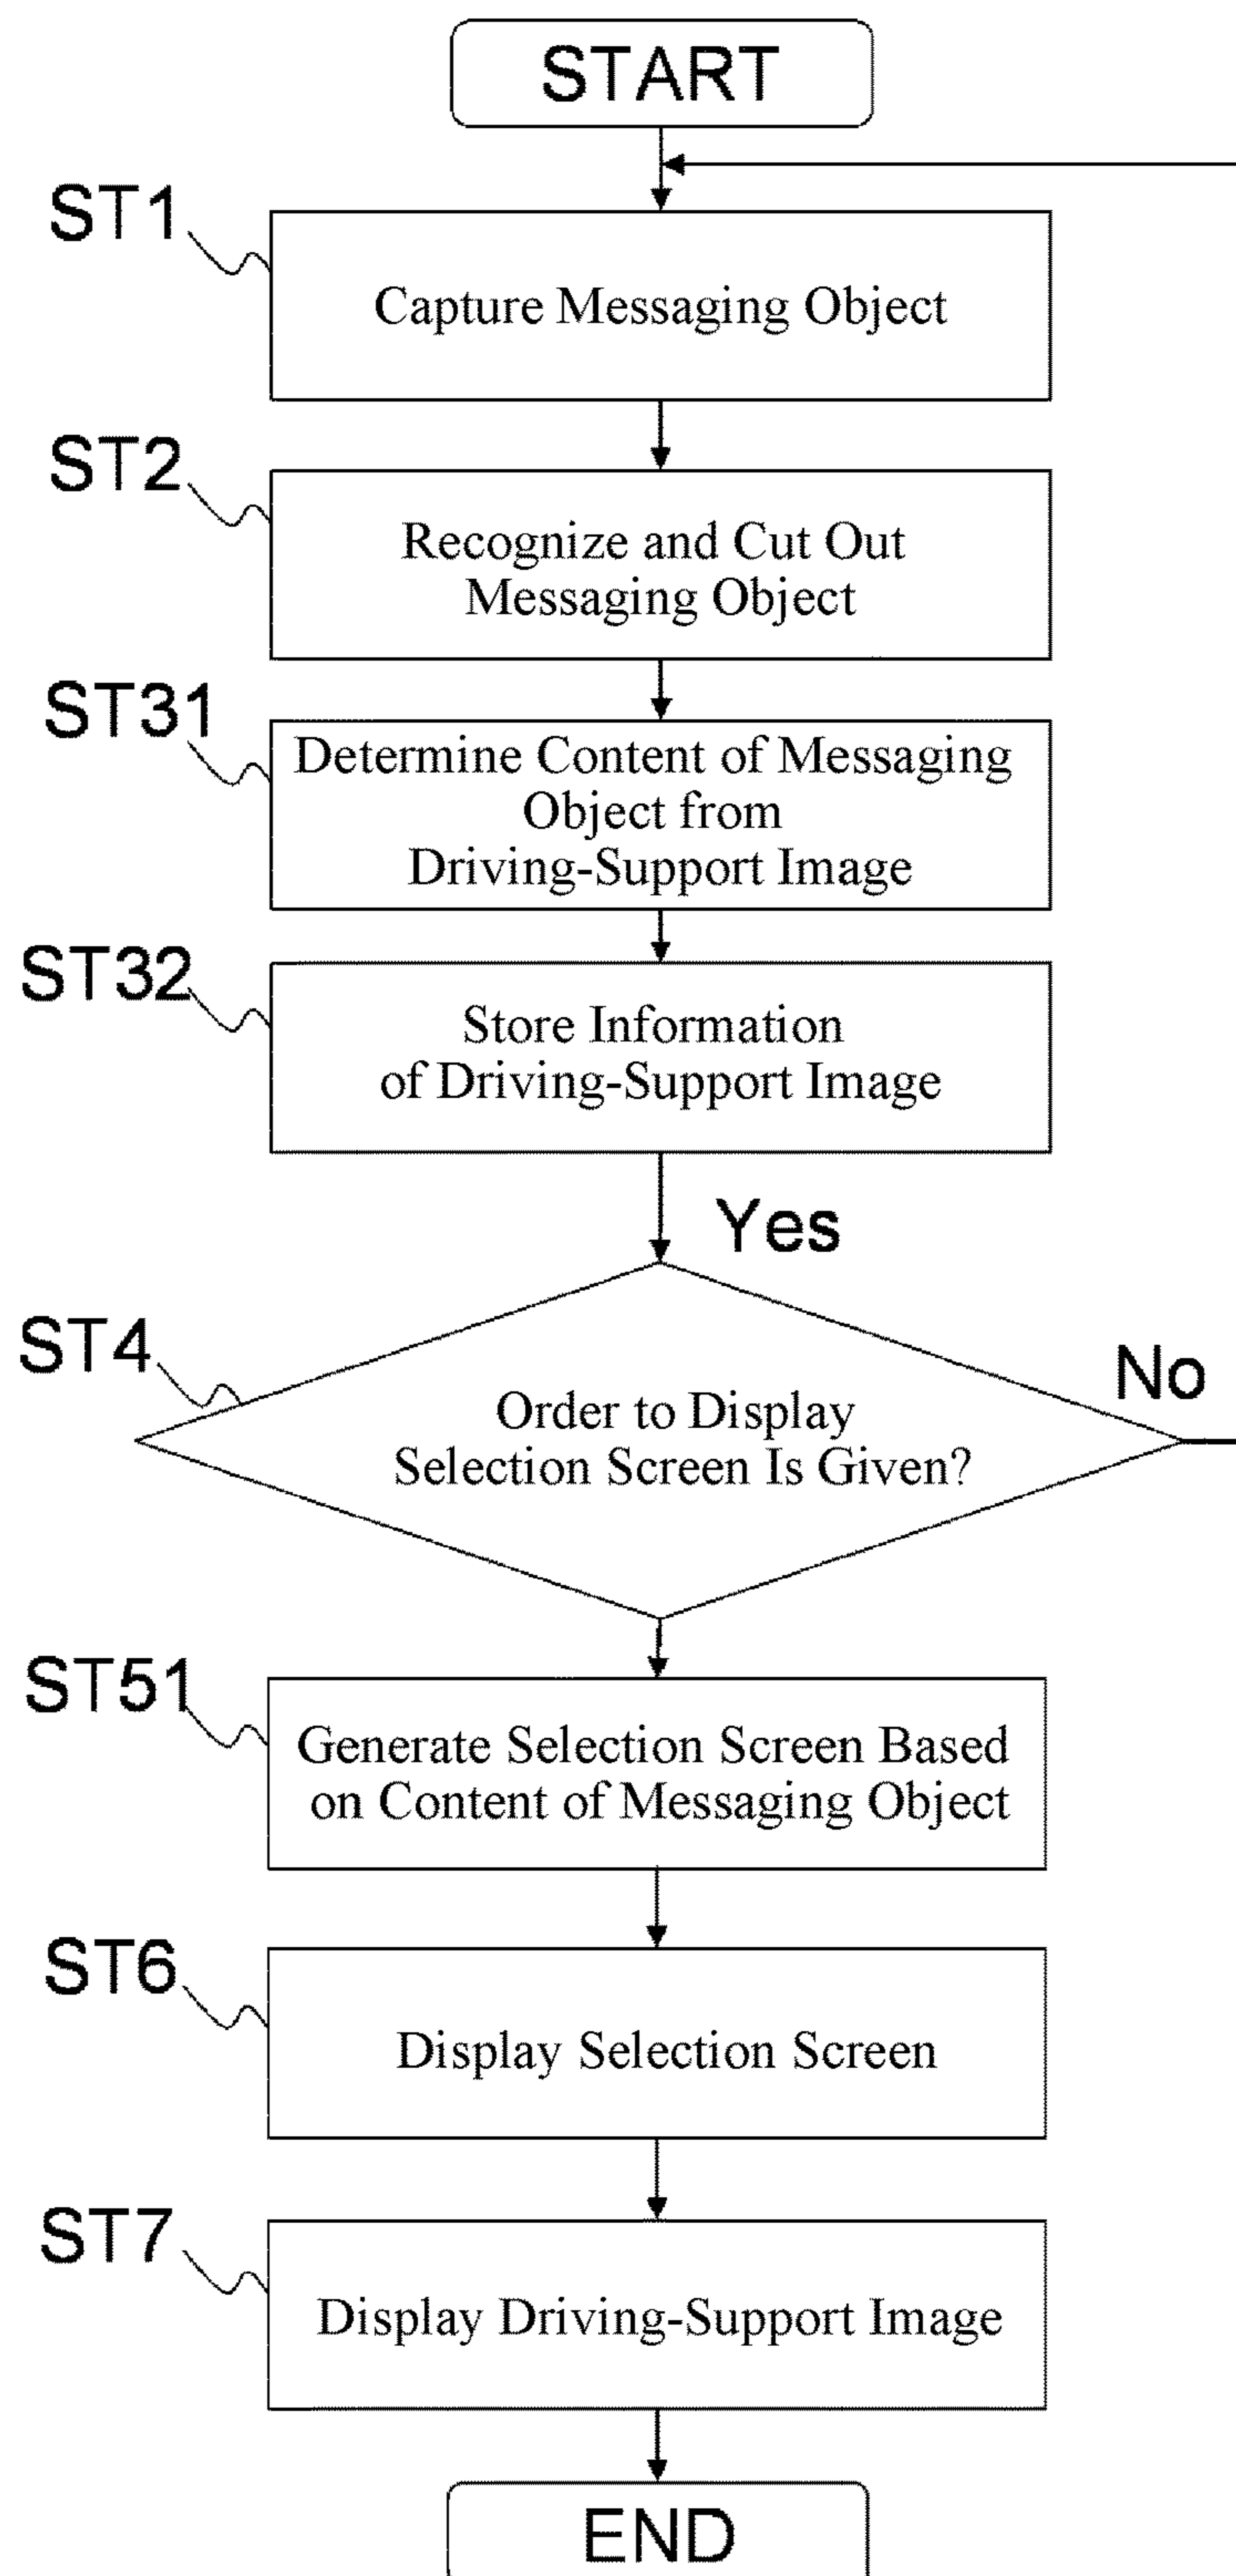 START
ST1
Capture Messaging Object
ST2
Recognize and Cut Out
Messaging Object
ST31
Determine Content of Messaging
Object from
Driving-Support Image
ST32
Store Information
of Driving-Support Image
Yes
ST4
No
Order to Display
Selection Screen Is Given?
ST51
Generate Selection Screen Based
on Content of Messaging Object
ST6
Display Selection Screen
ST7
Display Driving-Support Image
END